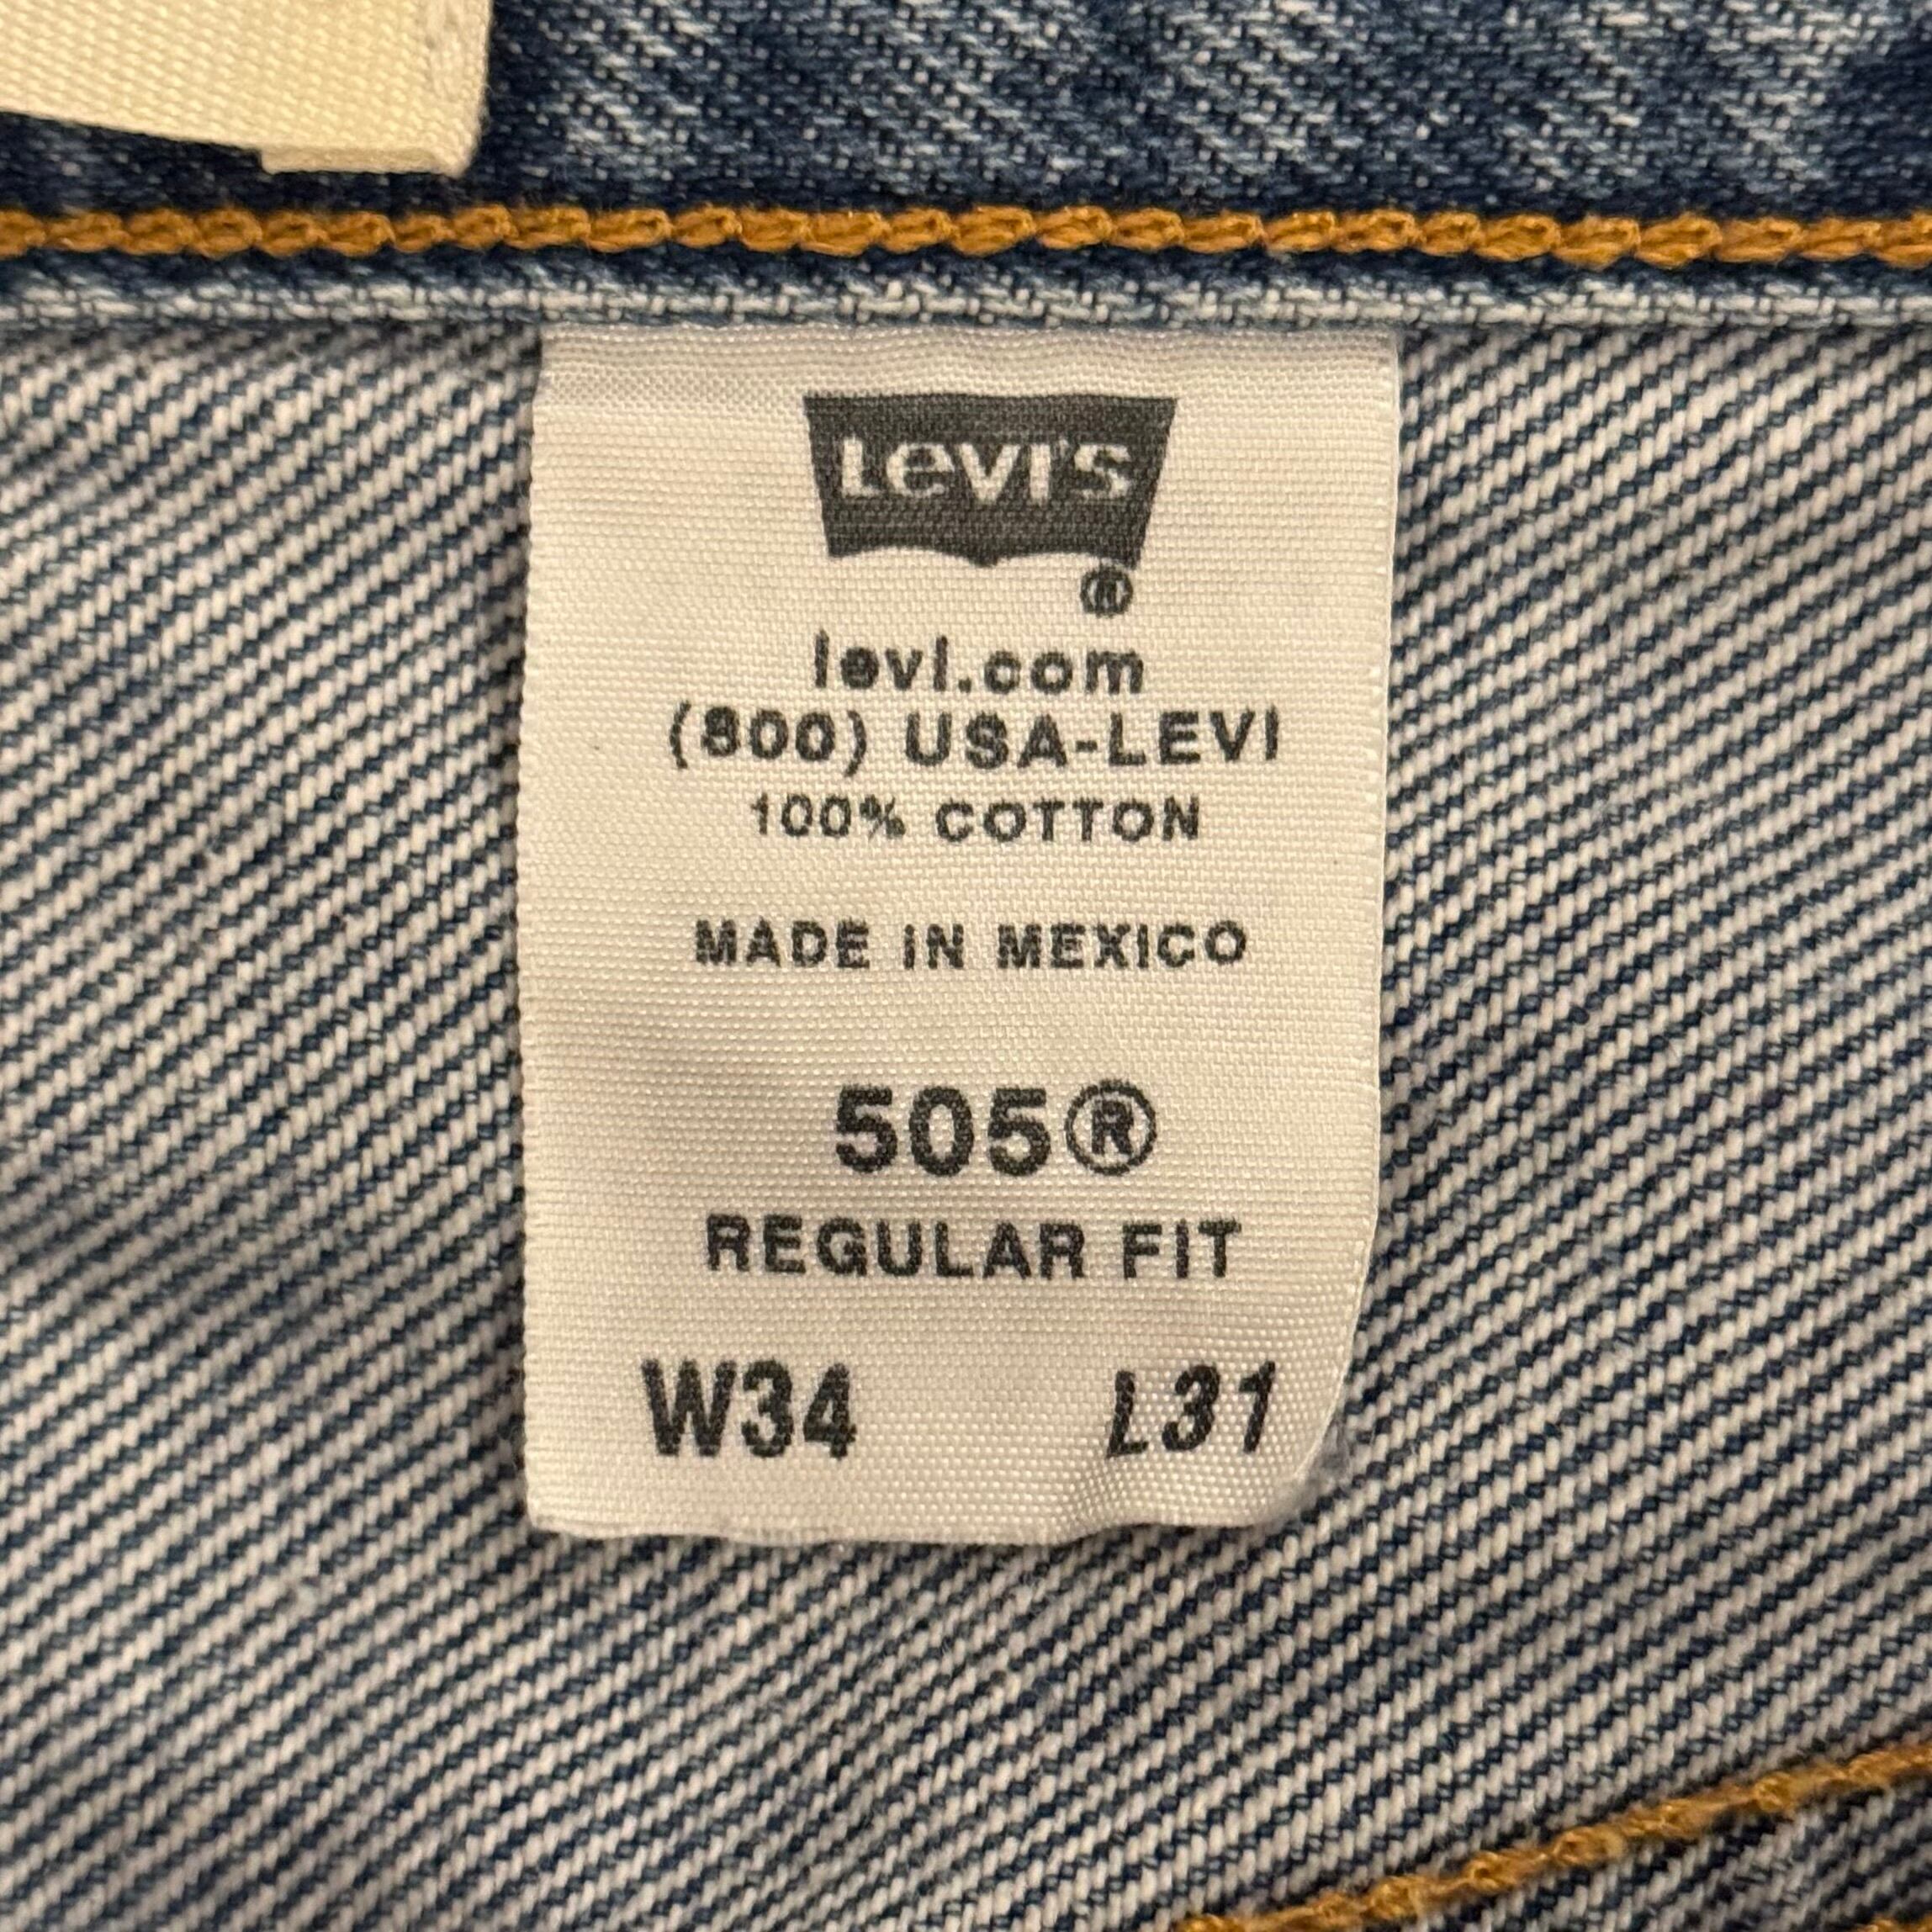 Levi's
®
levi.com
(800) USA-LEVI
100% COTTON
MADE IN MEXICO
505®
REGULAR FIT
W34 L31